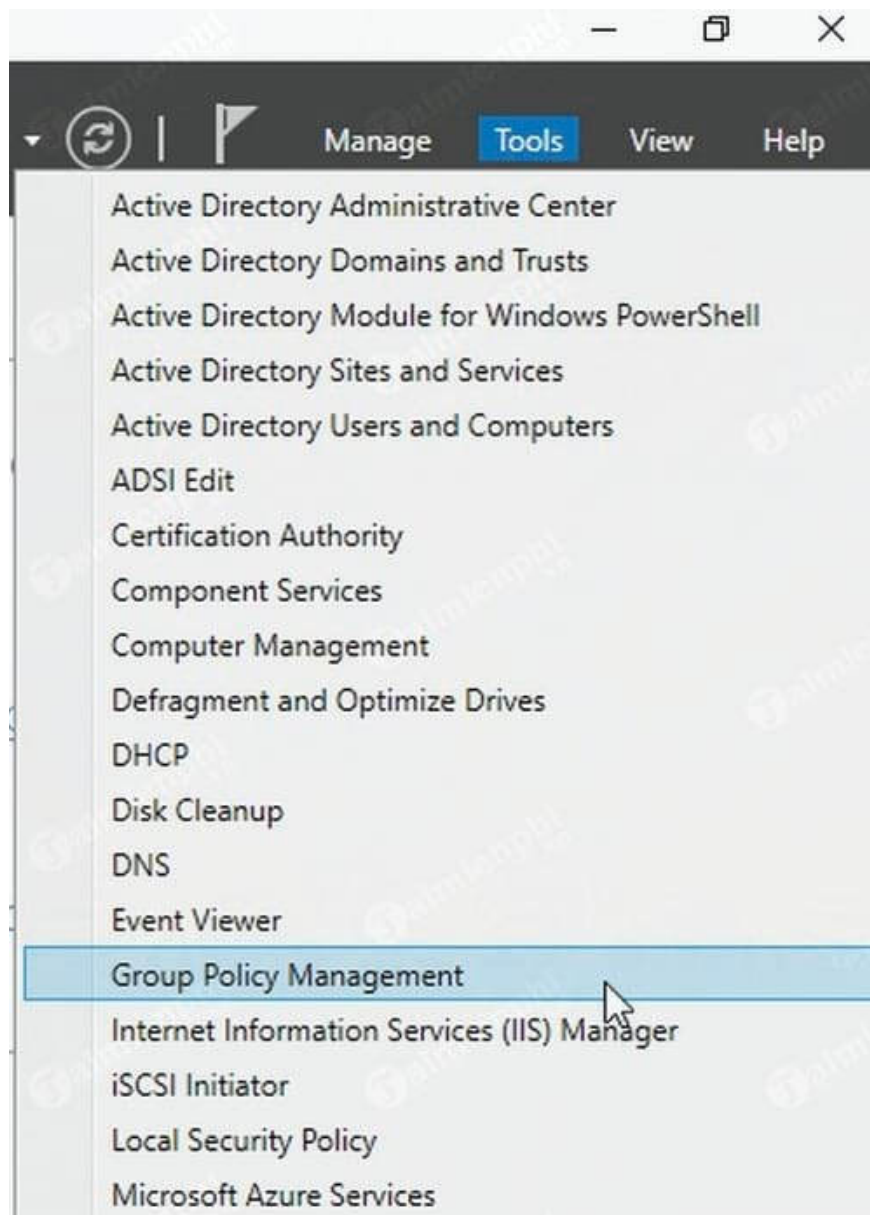 Manage Tools View Help
Active Directory Administrative Center
Active Directory Domains and Trusts
Active Directory Module for Windows PowerShell
Active Directory Sites and Services
Active Directory Users and Computers
ADSI Edit
Certification Authority
Component Services
Computer Management
Defragment and Optimize Drives
DHCP
Disk Cleanup
DNS
Event Viewer
Group Policy Management
Internet Information Services (IIS) Manager
iSCSI Initiator
Local Security Policy
Microsoft Azure Services